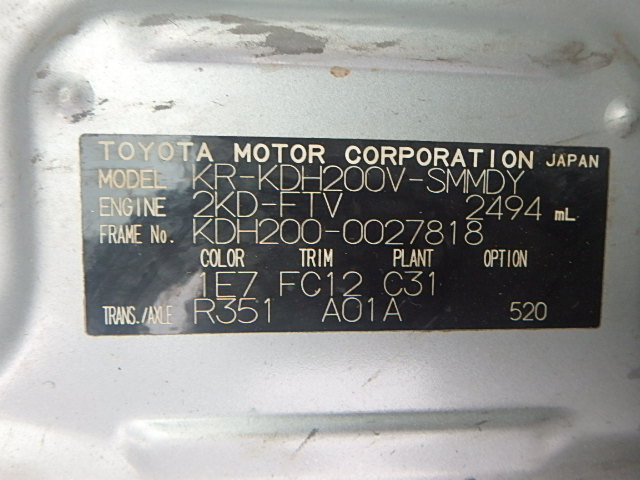 TOYOTA MOTOR CORPORATION JAPAN
MODEL KR-KDH200V-SMMDY
ENGINE 2KD-FTV 2494 mL
FRAME No. KDH200-0027818
COLOR TRIM PLANT OPTION
1E7 FC12 C31
TRANS./AXLE R351 A01A 520